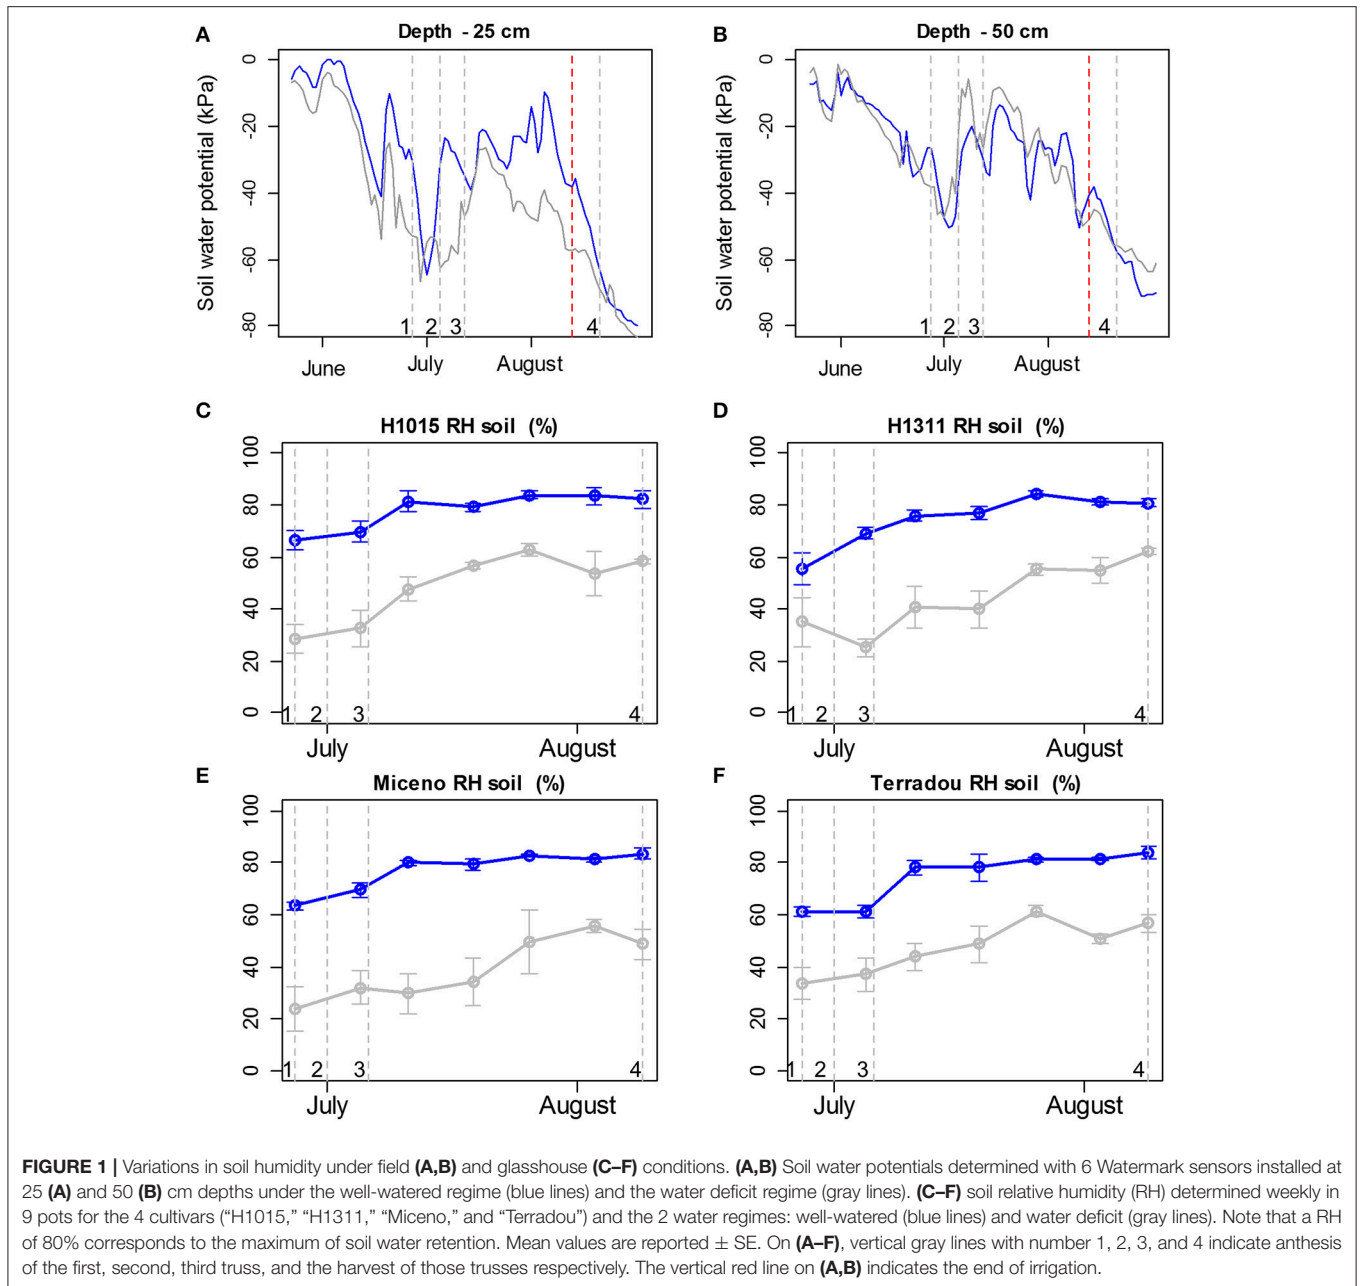 A
Depth - 25 cm
Soil water potential (kPa)
0
-20
-40
-60
-80
1
2
3
4
June
July
August
B
Depth - 50 cm
Soil water potential (kPa)
0
-20
-40
-60
-80
1
2
3
4
June
July
August
C
H1015 RH soil (%)
100
80
60
40
20
0
1
2
3
4
July
August
D
H1311 RH soil (%)
100
80
60
40
20
0
1
2
3
4
July
August
E
Miceno RH soil (%)
100
80
60
40
20
0
1
2
3
4
July
August
F
Terradou RH soil (%)
100
80
60
40
20
0
1
2
3
4
July
August
FIGURE 1 | Variations in soil humidity under field (A,B) and glasshouse (C–F) conditions. (A,B) Soil water potentials determined with 6 Watermark sensors installed at
25 (A) and 50 (B) cm depths under the well-watered regime (blue lines) and the water deficit regime (gray lines). (C–F) soil relative humidity (RH) determined weekly in
9 pots for the 4 cultivars (“H1015,” “H1311,” “Miceno,” and “Terradou”) and the 2 water regimes: well-watered (blue lines) and water deficit (gray lines). Note that a RH
of 80% corresponds to the maximum of soil water retention. Mean values are reported ± SE. On (A–F), vertical gray lines with number 1, 2, 3, and 4 indicate anthesis
of the first, second, third truss, and the harvest of those trusses respectively. The vertical red line on (A,B) indicates the end of irrigation.